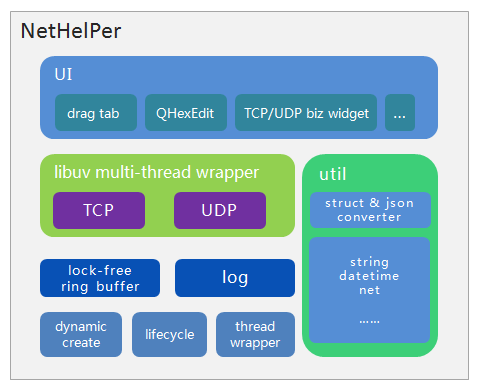 NetHelPer
UI
drag tab
QHexEdit
TCP/UDP biz widget
...
libuv multi-thread wrapper
TCP
UDP
util
struct & json
converter
string
datetime
net
......
lock-free
ring buffer
log
dynamic
create
lifecycle
thread
wrapper